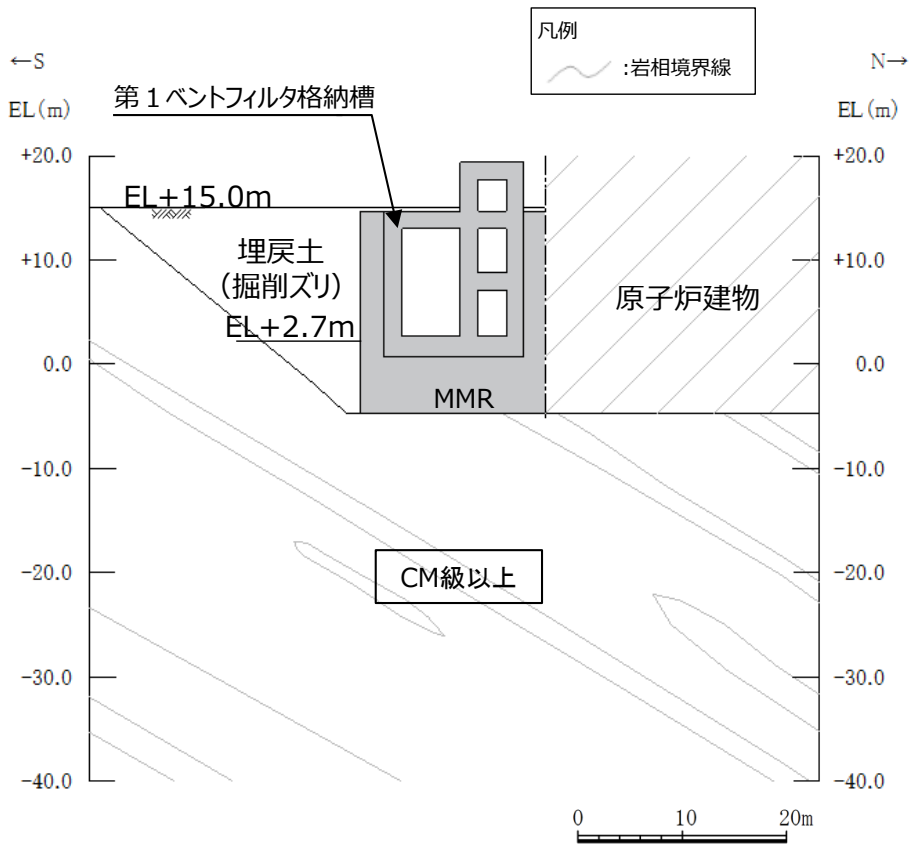 凡例
:岩相境界線
←S
N→
EL(m)
EL(m)
第１ベントフィルタ格納槽
+20.0
+20.0
EL+15.0m
+10.0
+10.0
埋戻土
(掘削ズリ)
原子炉建物
EL+2.7m
0.0
0.0
MMR
-10.0
-10.0
CM級以上
-20.0
-20.0
-30.0
-30.0
-40.0
-40.0
0 10 20m